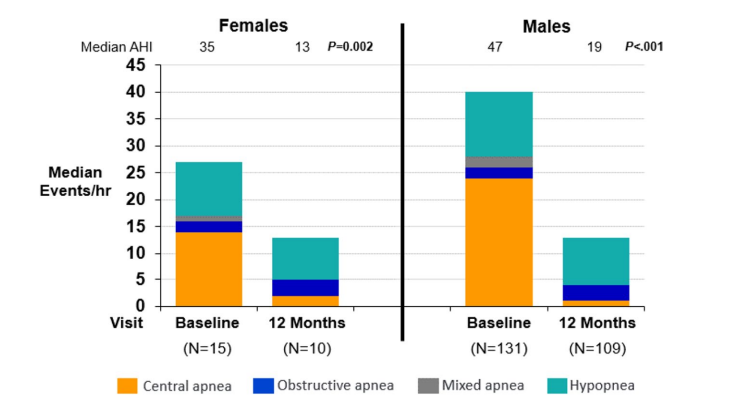 Females Males
Median AHI 35 13 P=0.002 47 19 P<.001
45
40
35
30
Median 25
Events/hr 20
15
10
5
0
Visit Baseline 12 Months Baseline 12 Months
(N=15) (N=10) (N=131) (N=109)
Central apnea Obstructive apnea Mixed apnea Hypopnea